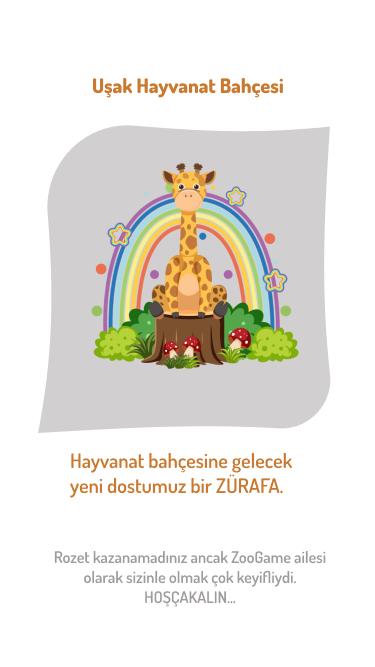 Uşak Hayvanat Bahçesi
Hayvanat bahçesine gelecek
yeni dostumuz bir ZÜRAFA.
Rozet kazanamadınız ancak ZooGame ailesi
olarak sizinle olmak çok keyifliydi.
HOŞÇAKALIN...